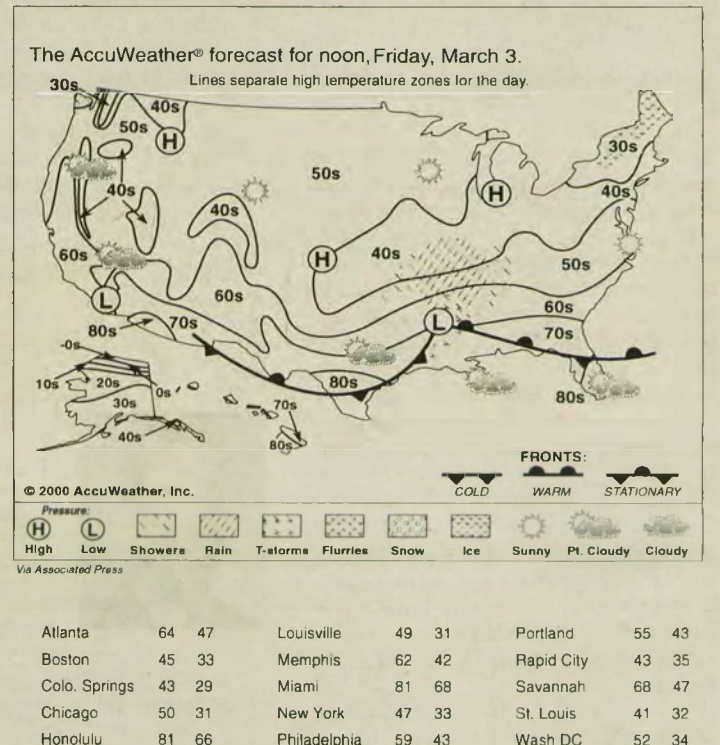 The AccuWeather® forecast for noon, Friday, March 3.
Lines separate high temperature zones for the day.
30s
40s
50s
H
30s
50s
H
40s
40s
40s
H
40s
60s
50s
L
60s
60s
L
70s
80s
70s
-0s
10s
20s
0s
80s
30s
70s
80s
40s
80s
FRONTS:
© 2000 AccuWeather, Inc.
COLD WARM STATIONARY
Pressure:
H L
High Low Showers Rain T-storms Flurries Snow Ice Sunny Pt. Cloudy Cloudy
Via Associated Press
Atlanta 64 47 Louisville 49 31 Portland 55 43
Boston 45 33 Memphis 62 42 Rapid City 43 35
Colo. Springs 43 29 Miami 81 68 Savannah 68 47
Chicago 50 31 New York 47 33 St. Louis 41 32
Honolulu 81 66 Philadelphia 59 43 Wash DC 52 34